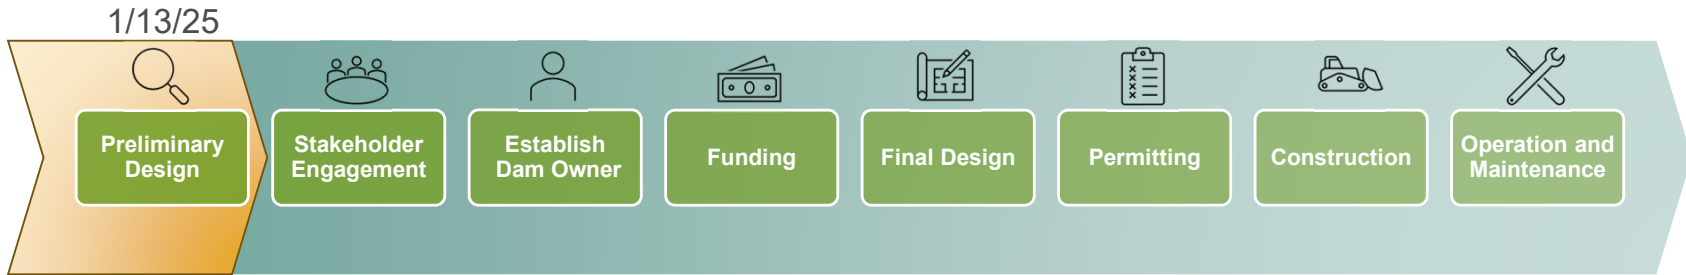 1/13/25
Preliminary
Design
Stakeholder
Engagement
Establish
Dam Owner
Funding
Final Design
Permitting
Construction
Operation and
Maintenance